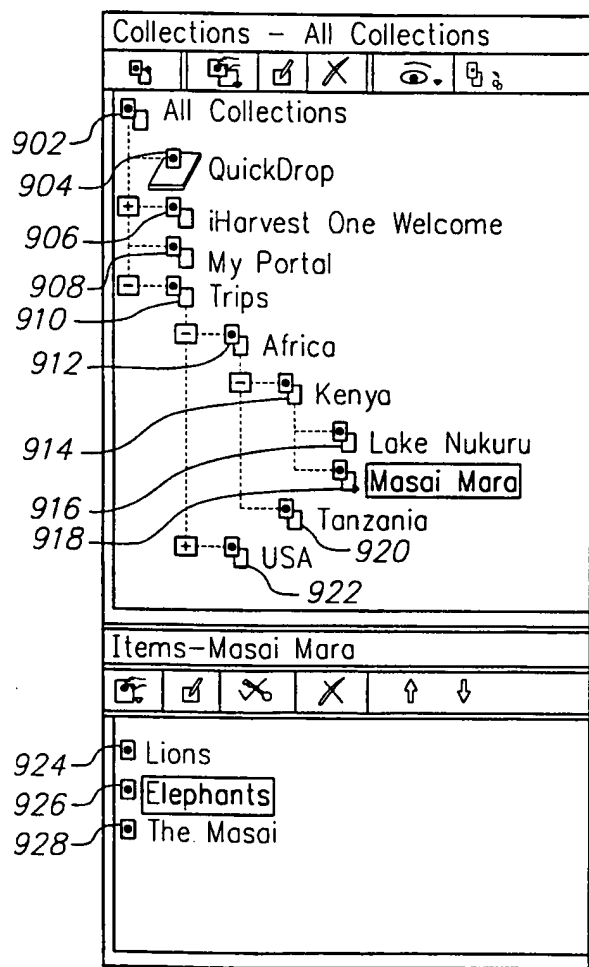 Collections - All Collections
902 All Collections
904 QuickDrop
906 iHarvest One Welcome
908 My Portal
910 Trips
912 Africa
914 Kenya
916 Lake Nukuru
918 Masai Mara
Tanzania
920
USA
922
Items-Masai Mara
924 Lions
926 Elephants
928 The Masai